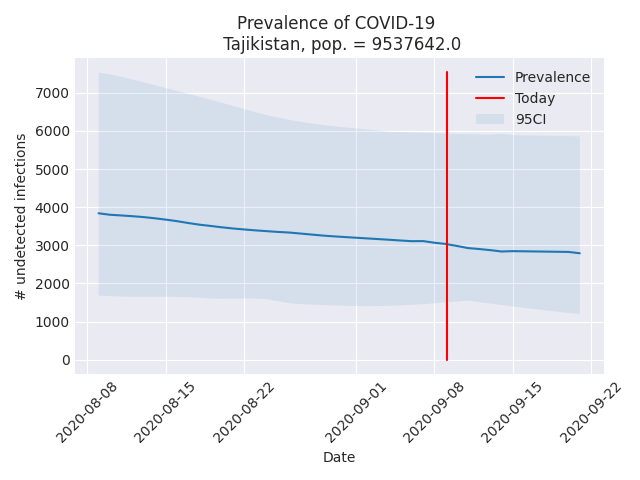 Prevalence of COVID-19
Tajikistan, pop. = 9537642.0
Prevalence
Today
95CI
# undetected infections
7000
6000
5000
4000
3000
2000
1000
0
2020-08-08
2020-08-15
2020-08-22
2020-09-01
2020-09-08
2020-09-15
2020-09-22
Date